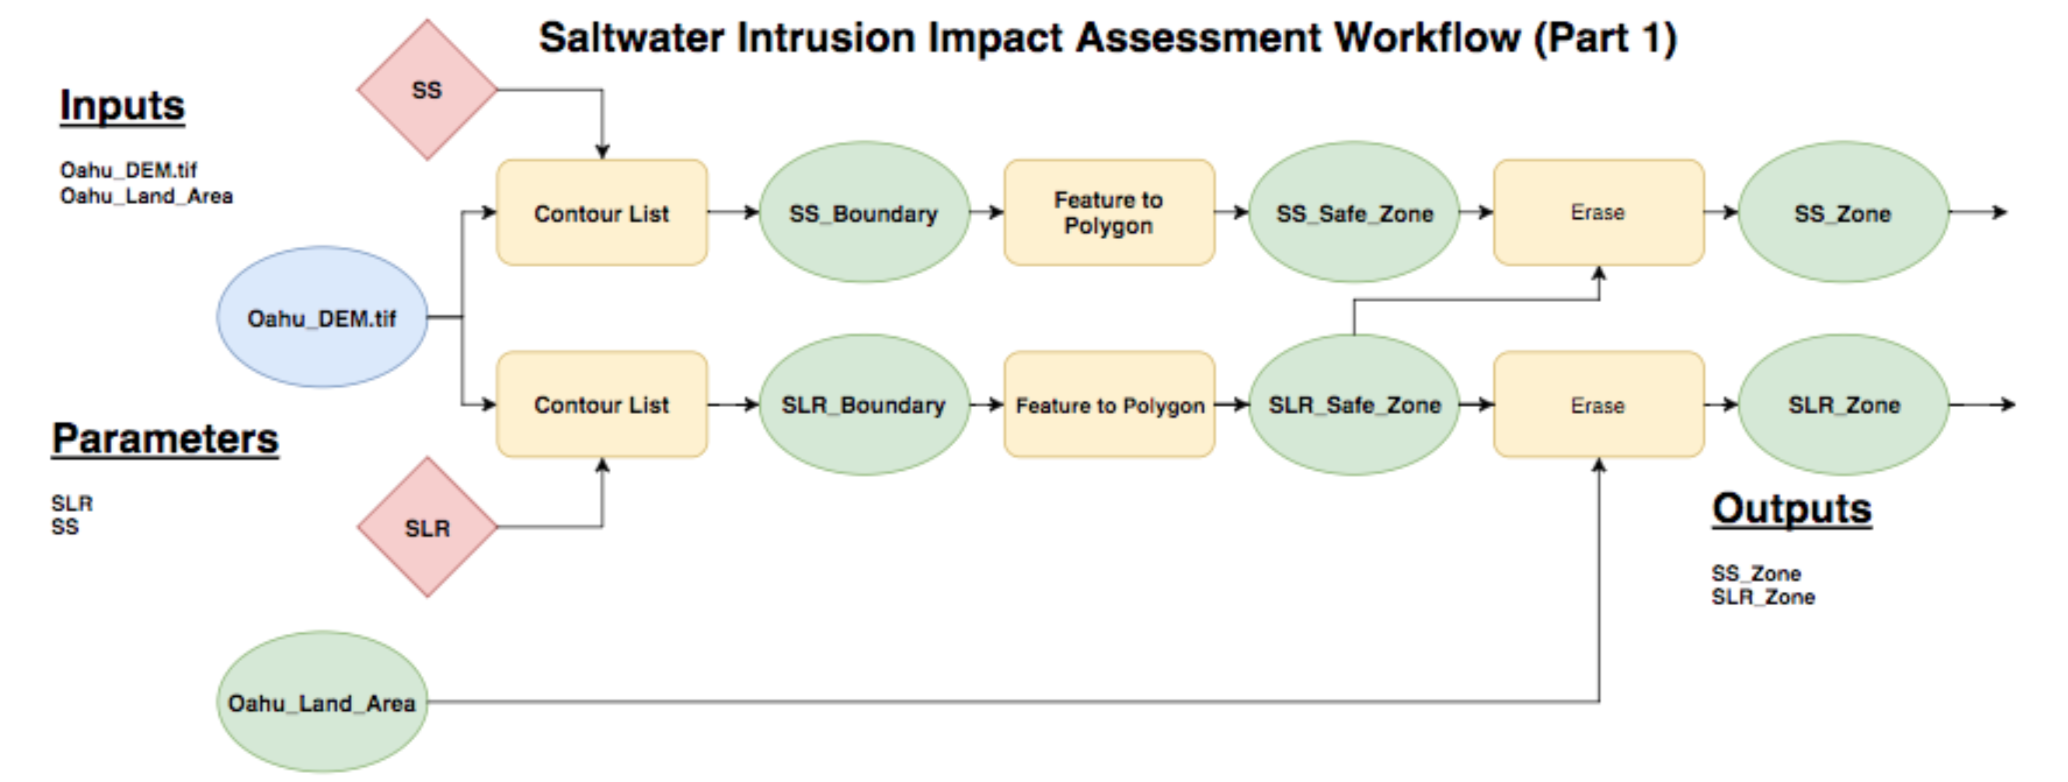 Saltwater Intrusion Impact Assessment Workflow (Part 1)
Inputs
Oahu_DEM.tif
Oahu_Land_Area
SS
Contour List
SS_Boundary
Feature to
Polygon
SS_Safe_Zone
Erase
SS_Zone
Oahu_DEM.tif
Contour List
SLR_Boundary
Feature to Polygon
SLR_Safe_Zone
Erase
SLR_Zone
Parameters
SLR
SS
SLR
Outputs
SS_Zone
SLR_Zone
Oahu_Land_Area